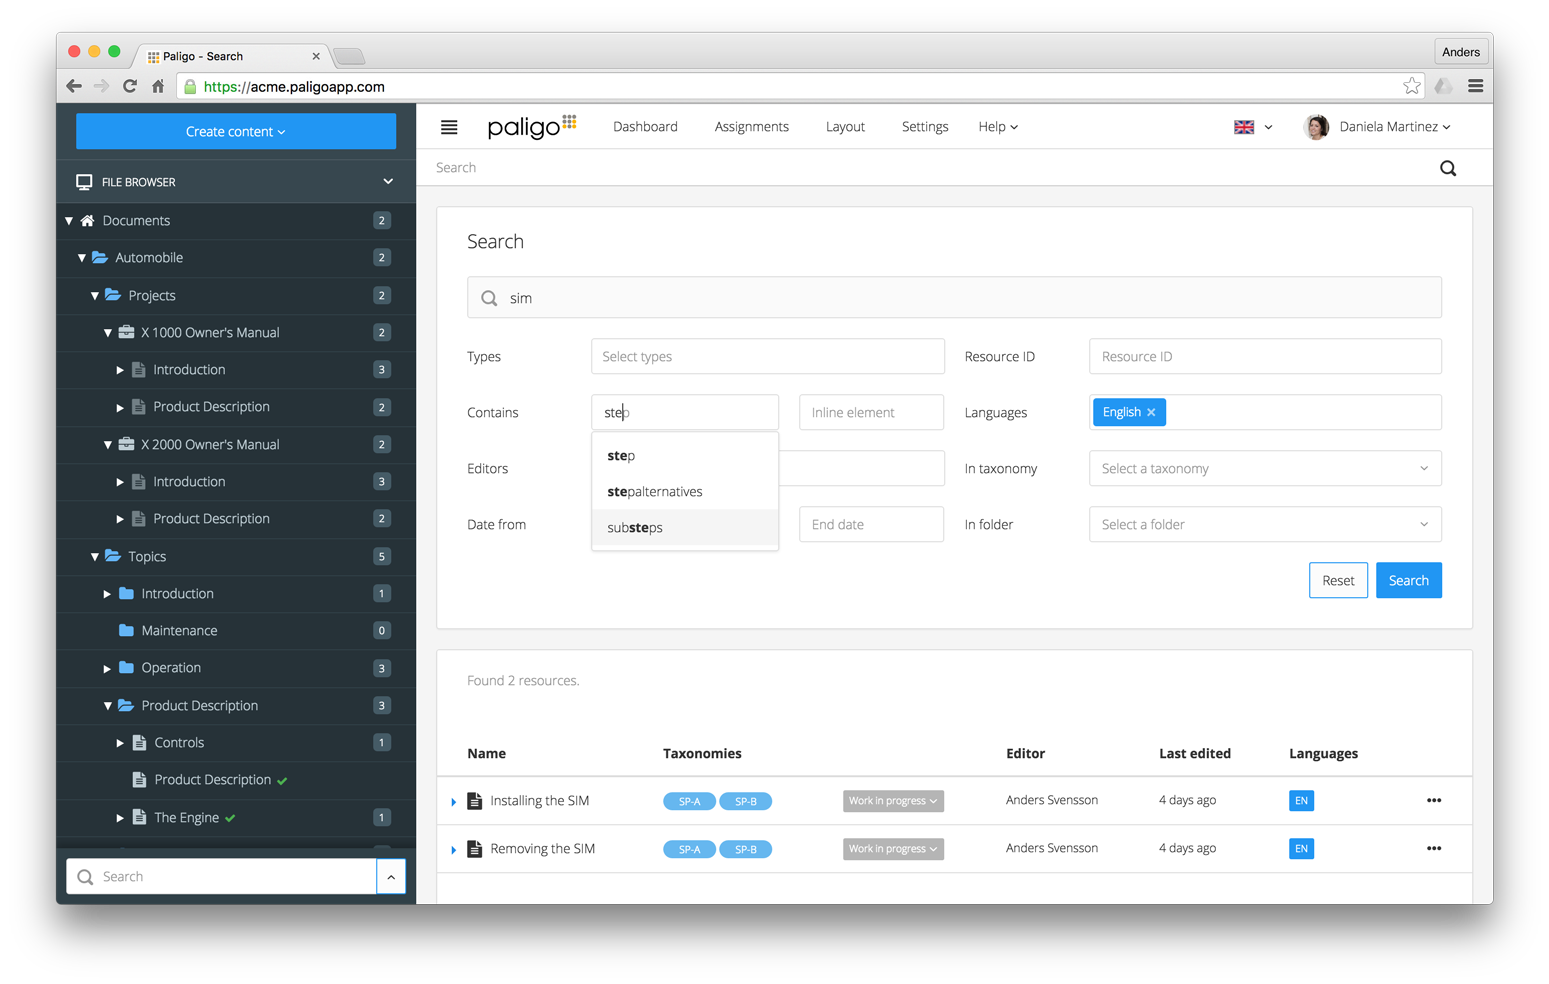 Paligo - Search
Anders
https://acme.paligoapp.com
Create content
paligo
Dashboard
Assignments
Layout
Settings
Help
Daniela Martinez
Search
FILE BROWSER
Documents 2
Automobile 2
Projects 2
X 1000 Owner's Manual 2
Introduction 3
Product Description 2
X 2000 Owner's Manual 2
Introduction 3
Product Description 2
Topics 5
Introduction 1
Maintenance 0
Operation 3
Product Description 3
Controls 1
Product Description
The Engine 1
Search
Search
sim
Types
Select types
Resource ID
Resource ID
Contains
step
Inline element
Languages
English
step
stepalternatives
substeps
Editors
In taxonomy
Select a taxonomy
Date from
End date
In folder
Select a folder
Reset
Search
Found 2 resources.
Name Taxonomies Editor Last edited Languages
Installing the SIM SP-A SP-B Work in progress Anders Svensson 4 days ago EN
Removing the SIM SP-A SP-B Work in progress Anders Svensson 4 days ago EN